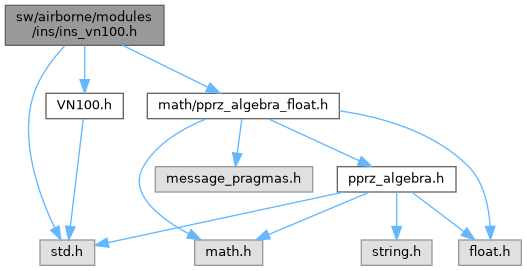 sw/airborne/modules
/ins/ins_vn100.h
VN100.h
math/pprz_algebra_float.h
message_pragmas.h
pprz_algebra.h
std.h
math.h
string.h
float.h